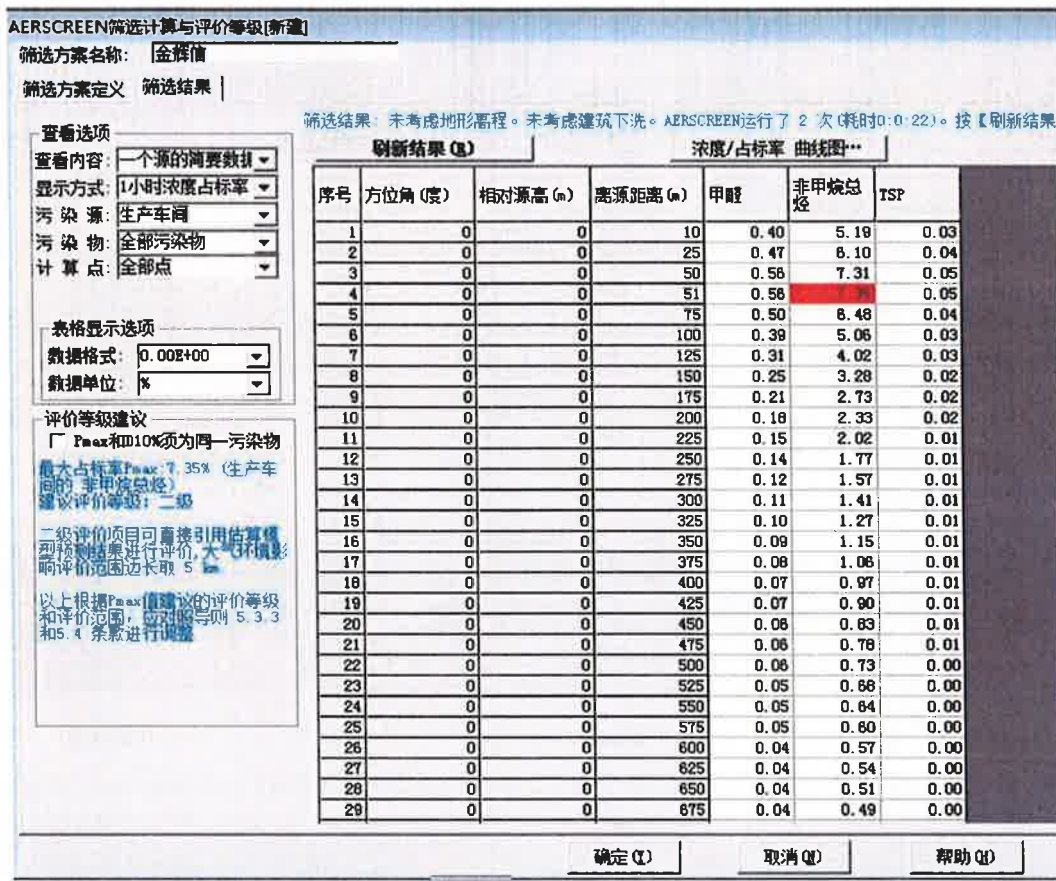 AERSCREEN筛选计算与评价等级[新建]
筛选方案名称: 金辉信
筛选方案定义 筛选结果
筛选结果: 未考虑地形高程。未考虑建筑下洗。AERSCREEN运行了 2 次(耗时0:0:22)。按【刷新结果
查看选项
查看内容: 一个源的简要数据
显示方式: 1小时浓度占标率
污 染 源: 生产车间
污 染 物: 全部污染物
计 算 点: 全部点
表格显示选项
数据格式: 0.00E+00
数据单位: %
评价等级建议
Pmax和D10%须为同一污染物
最大占标率Pmax:7.35% (生产车
间的 非甲烷总烃)
建议评价等级: 二级
二级评价项目可直接引用估算模
型预测结果进行评价,大气环境影
响评价范围边长取 5 km
以上根据Pmax值建议的评价等级
和评价范围, 应对照导则 5.3.3
和5.4 条款进行调整
刷新结果(R) 浓度/占标率 曲线图…
序号 方位角(度) 相对源高(m) 离源距离(m) 甲醛 非甲烷总烃 TSP
1 0 0 10 0.40 5.19 0.03
2 0 0 25 0.47 6.10 0.04
3 0 0 50 0.56 7.31 0.05
4 0 0 51 0.56 7.35 0.05
5 0 0 75 0.50 6.48 0.04
6 0 0 100 0.39 5.06 0.03
7 0 0 125 0.31 4.02 0.03
8 0 0 150 0.25 3.28 0.02
9 0 0 175 0.21 2.73 0.02
10 0 0 200 0.18 2.33 0.02
11 0 0 225 0.15 2.02 0.01
12 0 0 250 0.14 1.77 0.01
13 0 0 275 0.12 1.57 0.01
14 0 0 300 0.11 1.41 0.01
15 0 0 325 0.10 1.27 0.01
16 0 0 350 0.09 1.15 0.01
17 0 0 375 0.08 1.06 0.01
18 0 0 400 0.07 0.97 0.01
19 0 0 425 0.07 0.90 0.01
20 0 0 450 0.06 0.83 0.01
21 0 0 475 0.06 0.78 0.01
22 0 0 500 0.06 0.73 0.00
23 0 0 525 0.05 0.68 0.00
24 0 0 550 0.05 0.64 0.00
25 0 0 575 0.05 0.60 0.00
26 0 0 600 0.04 0.57 0.00
27 0 0 625 0.04 0.54 0.00
28 0 0 650 0.04 0.51 0.00
29 0 0 675 0.04 0.49 0.00
确定(Y) 取消(N) 帮助(H)